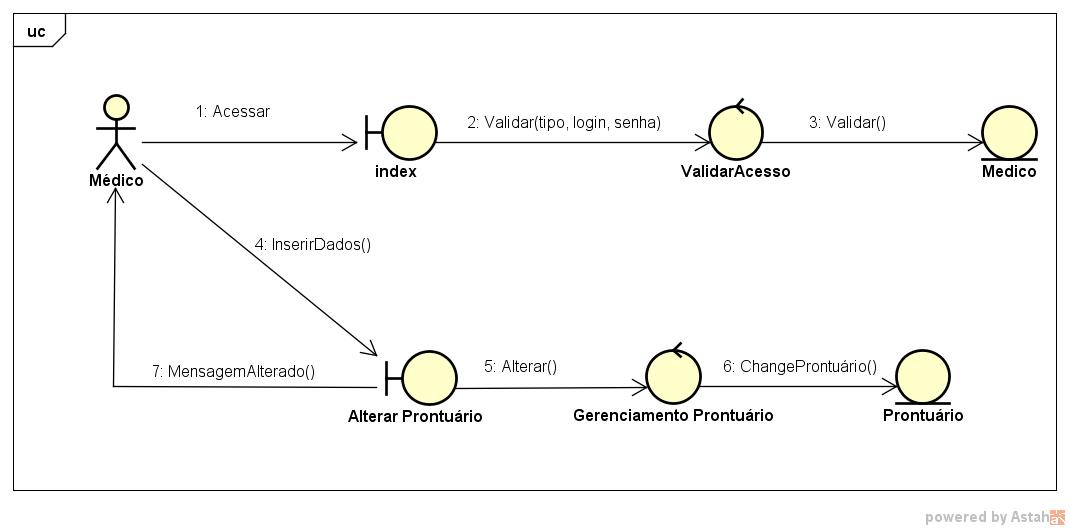 uc
1: Acessar
2: Validar(tipo, login, senha)
3: Validar()
Médico
index
ValidarAcesso
Medico
4: InserirDados()
7: MensagemAlterado()
5: Alterar()
6: ChangeProntuário()
Alterar Prontuário
Gerenciamento Prontuário
Prontuário
powered by Astah